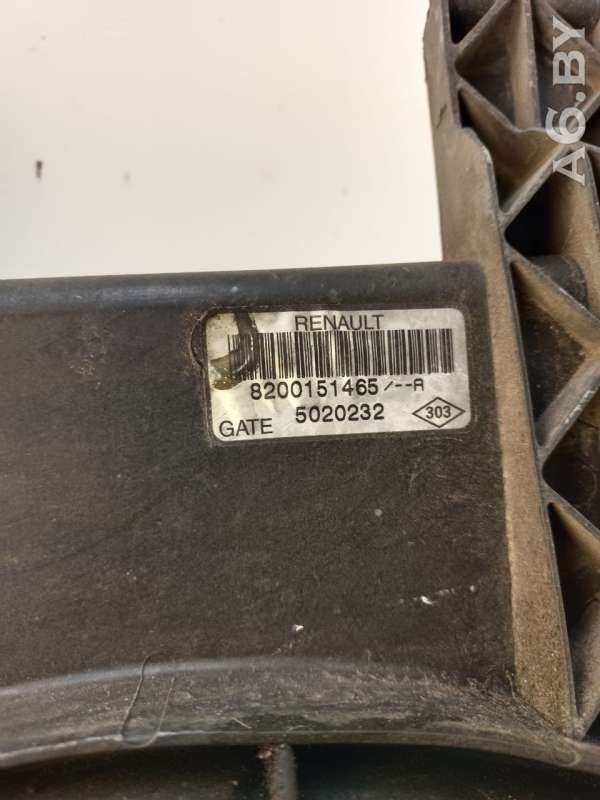 A6.BY
RENAULT
8200151465/--A
GATE 5020232
303